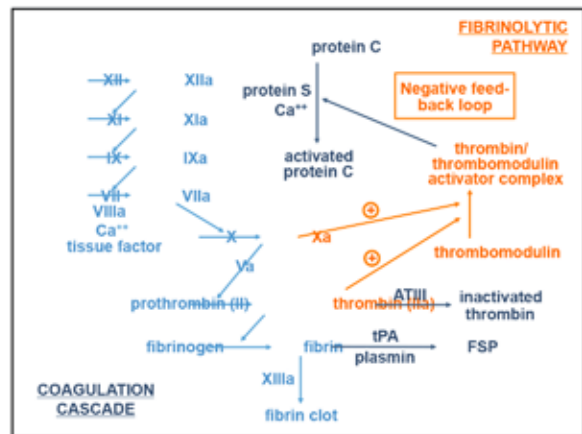 FIBRINOLYTIC
PATHWAY
protein C
XII XIIa
protein S
Ca++
Negative feed-
back loop
XI XIa
IX IXa
activated
protein C
thrombin/
thrombomodulin
activator complex
VII VIIa
VIIIa
Ca++
tissue factor
X Xa
+
Va
+
thrombomodulin
prothrombin (II) thrombin (IIa) ATIII inactivated
thrombin
fibrinogen fibrin tPA FSP
plasmin
XIIIa
COAGULATION
CASCADE
fibrin clot